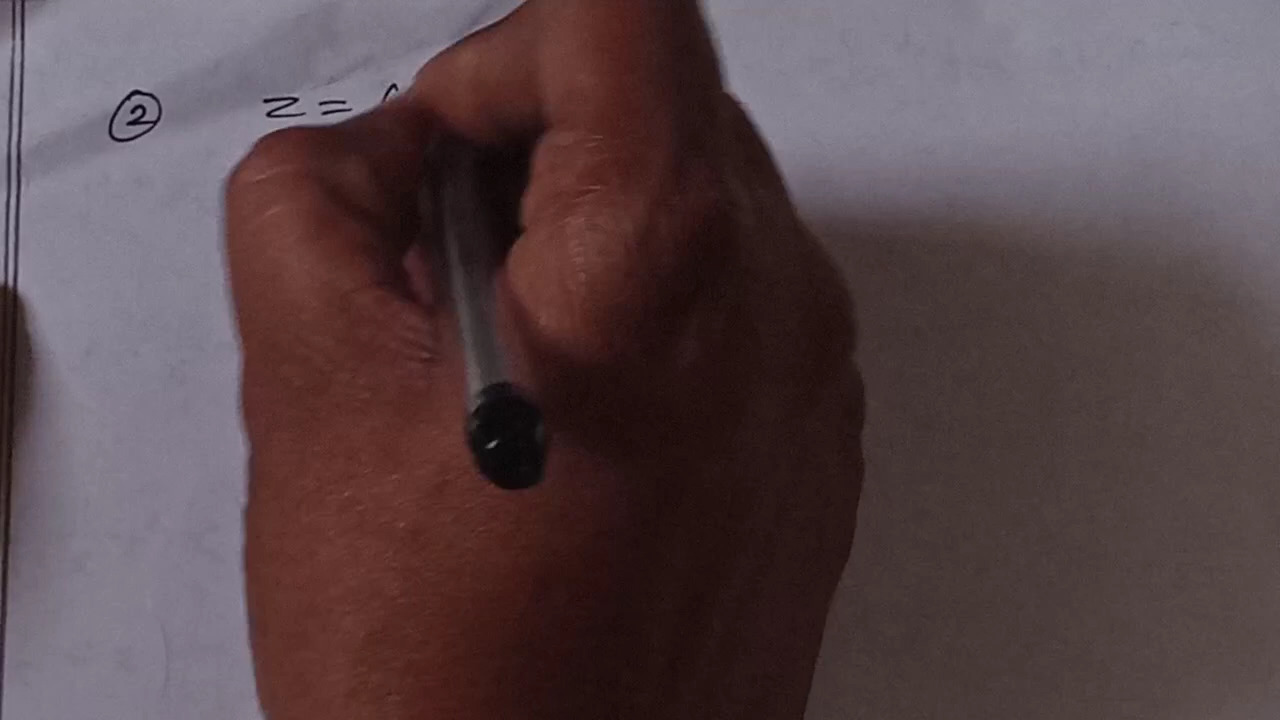 ② z = (